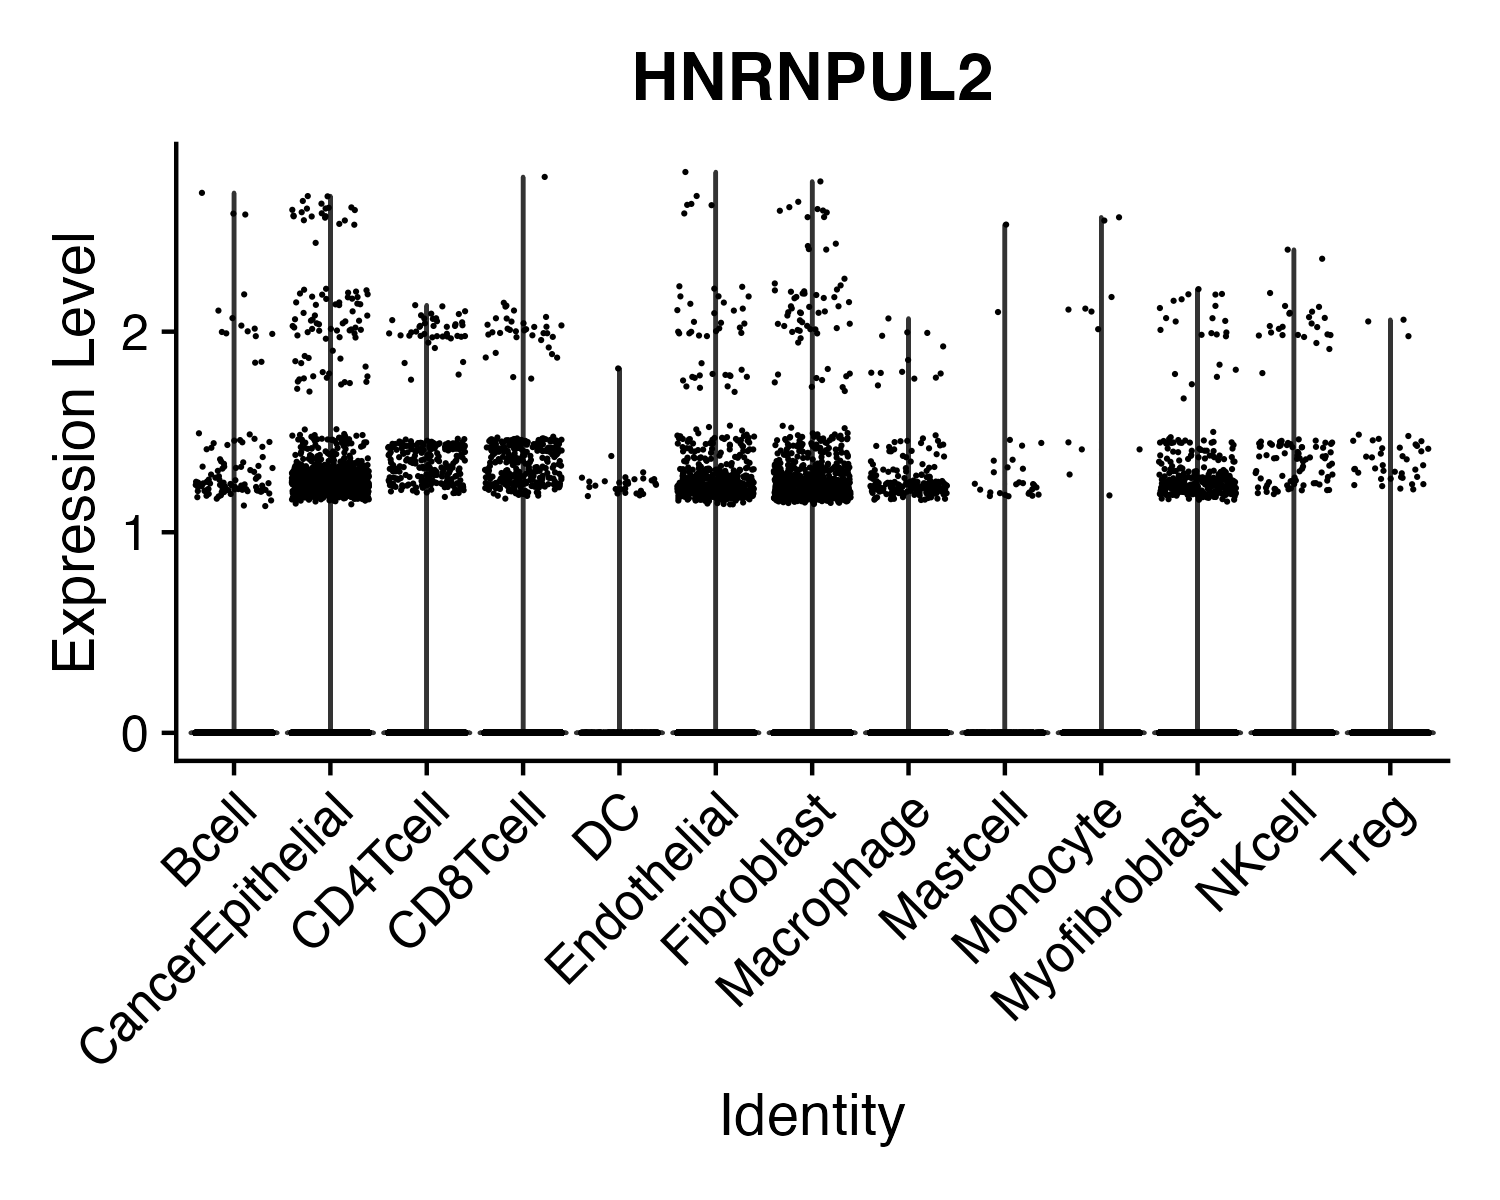 HNRNPUL2
Expression Level
2
1
0
Bcell
CancerEpithelial
CD4Tcell
CD8Tcell
DC
Endothelial
Fibroblast
Macrophage
Mastcell
Monocyte
Myofibroblast
NKcell
Treg
Identity